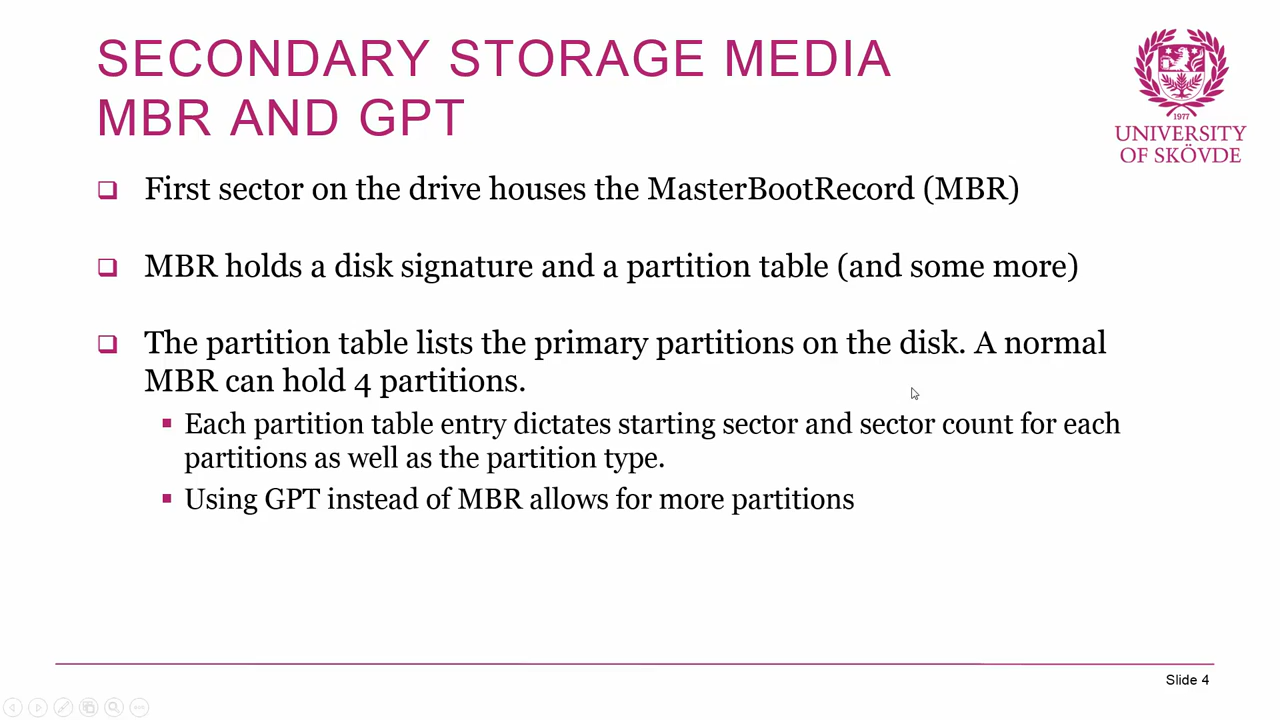 SECONDARY STORAGE MEDIA
MBR AND GPT
1977
UNIVERSITY
OF SKÖVDE
First sector on the drive houses the MasterBootRecord (MBR)
MBR holds a disk signature and a partition table (and some more)
The partition table lists the primary partitions on the disk. A normal
MBR can hold 4 partitions.
Each partition table entry dictates starting sector and sector count for each
partitions as well as the partition type.
Using GPT instead of MBR allows for more partitions
Slide 4